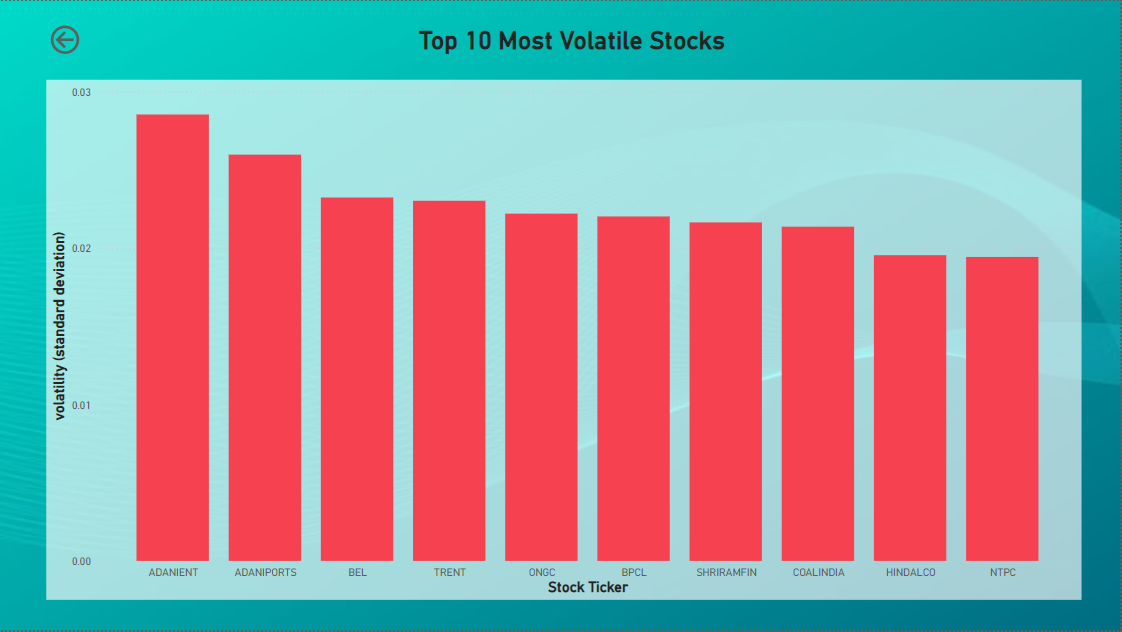 Top 10 Most Volatile Stocks
0.03
0.02
0.01
0.00
volatility (standard deviation)
ADANIENT ADANIPORTS BEL TRENT ONGC BPCL SHRIRAMFIN COALINDIA HINDALCO NTPC
Stock Ticker